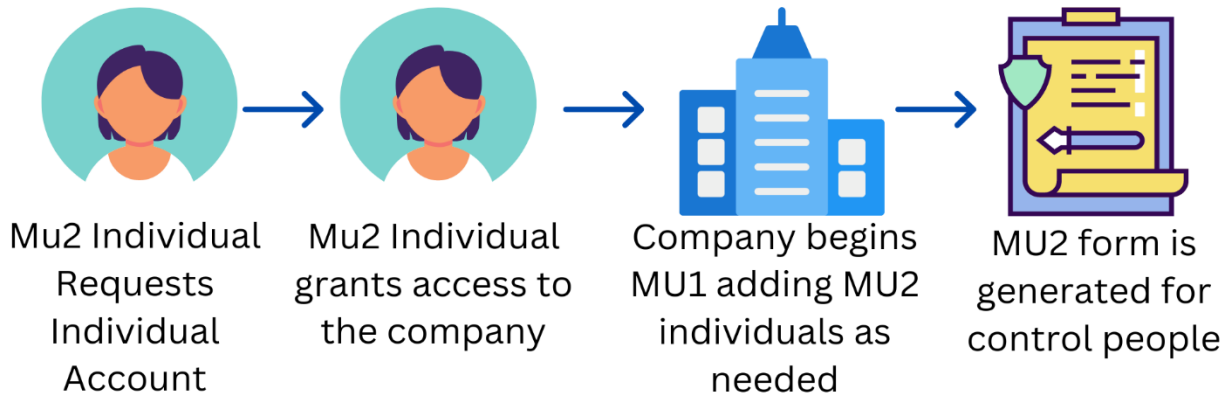 Mu2 Individual
Requests
Individual
Account
Mu2 Individual
grants access to
the company
Company begins
MU1 adding MU2
individuals as
needed
MU2 form is
generated for
control people